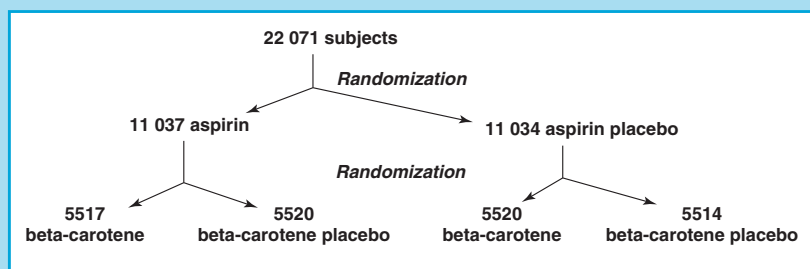 22 071 subjects
Randomization
11 037 aspirin
11 034 aspirin placebo
Randomization
5517
beta-carotene
5520
beta-carotene placebo
5520
beta-carotene
5514
beta-carotene placebo